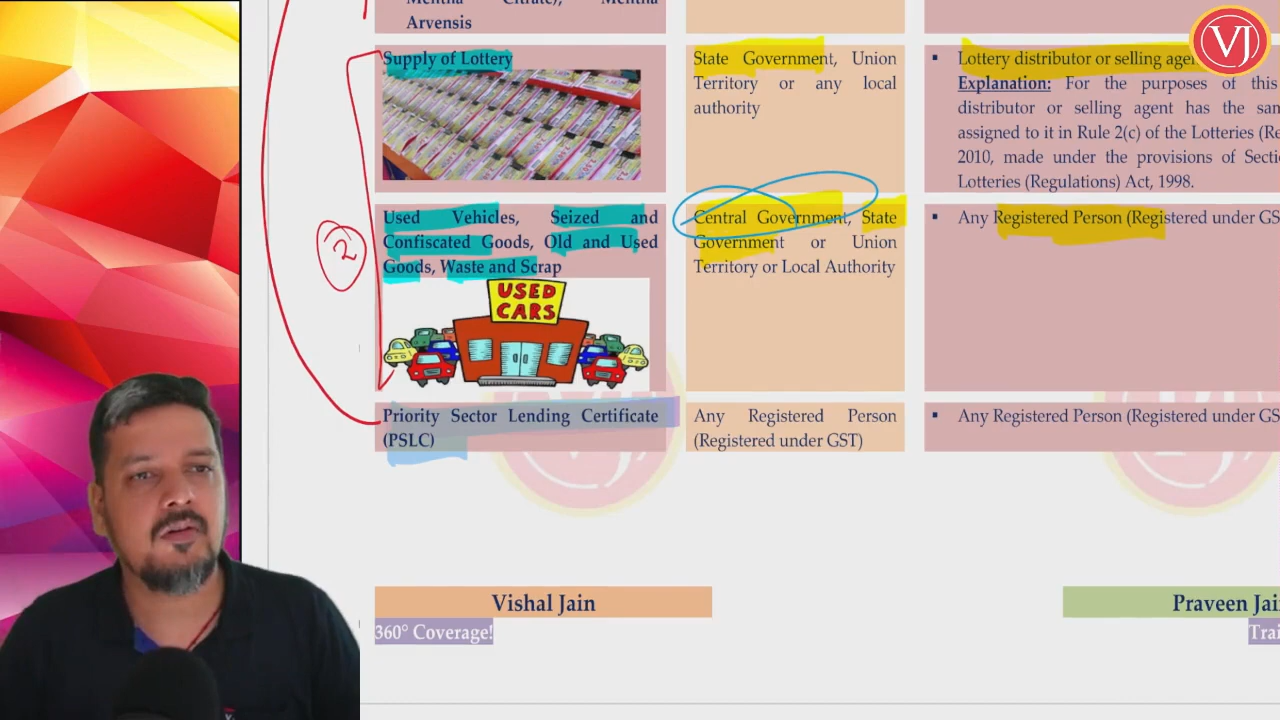 Mentha Citrate), Mentha
Arvensis
VJ
Supply of Lottery
State Government, Union
Territory or any local
authority
▪ Lottery distributor or selling agen
Explanation: For the purposes of this
distributor or selling agent has the sa
assigned to it in Rule 2(c) of the Lotteries (Re
2010, made under the provisions of Secti
Lotteries (Regulations) Act, 1998.
2
Used Vehicles, Seized and
Confiscated Goods, Old and Used
Goods, Waste and Scrap
USED
CARS
Central Government, State
Government or Union
Territory or Local Authority
▪ Any Registered Person (Registered under GS
Priority Sector Lending Certificate
(PSLC)
Any Registered Person
(Registered under GST)
▪ Any Registered Person (Registered under GS
Vishal Jain
360° Coverage!
Praveen Jai
Trai